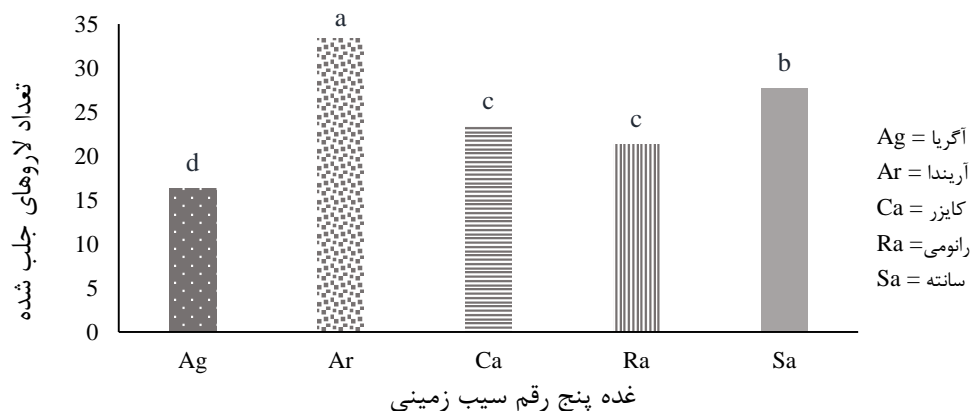 تعداد لاروهای جلب شده
35
30
25
20
15
10
5
0
d
a
c
c
b
Ag
Ar
Ca
Ra
Sa
غده پنج رقم سیب زمینی
Ag = آگریا
Ar = آریندا
Ca = کایزر
Ra = رانومی
Sa = سانته